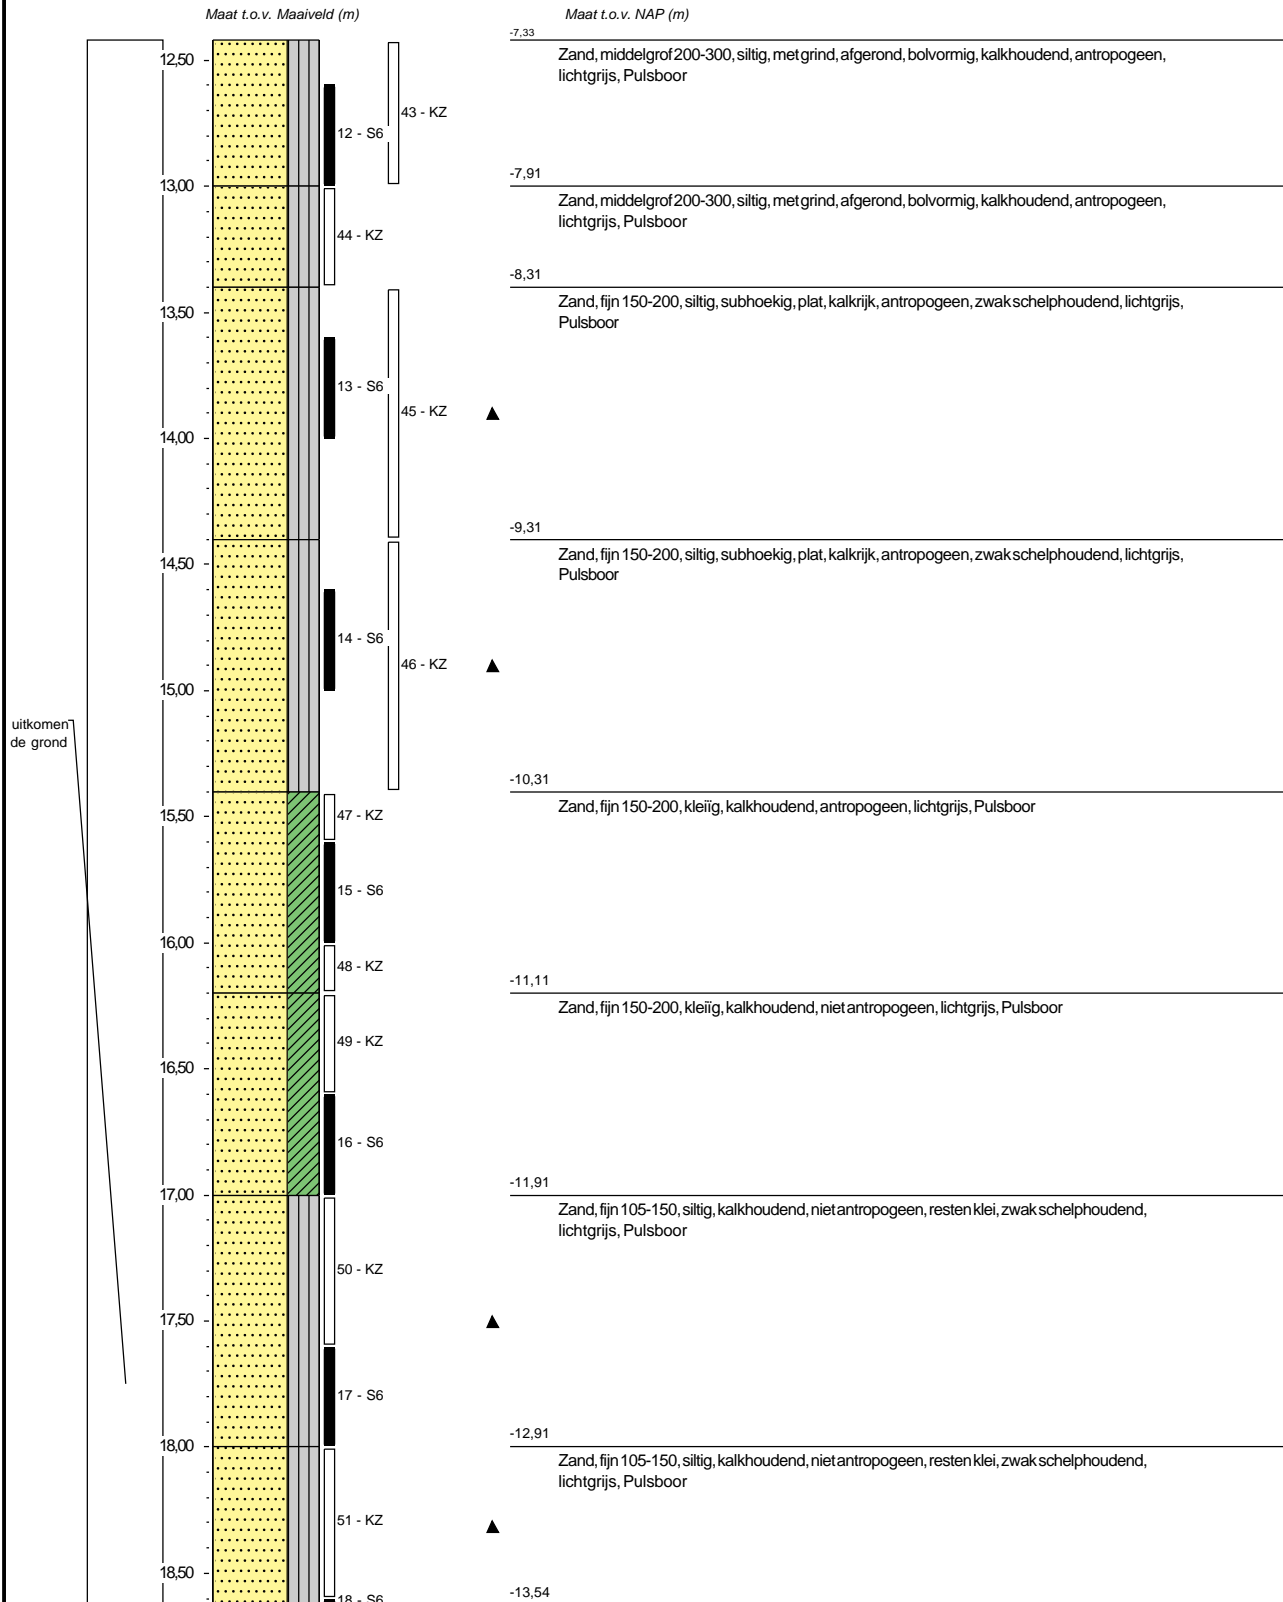 Maat t.o.v. Maaiveld (m)
Maat t.o.v. NAP (m)
-7,33
12,50
Zand, middelgrof 200-300, siltig, met grind, afgerond, bolvormig, kalkhoudend, antropogeen,
lichtgrijs, Pulsboor
43 - KZ
12 - S6
-7,91
13,00
Zand, middelgrof 200-300, siltig, met grind, afgerond, bolvormig, kalkhoudend, antropogeen,
lichtgrijs, Pulsboor
44 - KZ
-8,31
13,50
Zand, fijn 150-200, siltig, subhoekig, plat, kalkrijk, antropogeen, zwak schelphoudend, lichtgrijs,
Pulsboor
13 - S6
45 - KZ
14,00
-9,31
14,50
Zand, fijn 150-200, siltig, subhoekig, plat, kalkrijk, antropogeen, zwak schelphoudend, lichtgrijs,
Pulsboor
14 - S6
46 - KZ
15,00
uitkomen
de grond
-10,31
15,50
47 - KZ
Zand, fijn 150-200, kleiïg, kalkhoudend, antropogeen, lichtgrijs, Pulsboor
15 - S6
16,00
48 - KZ
-11,11
Zand, fijn 150-200, kleiïg, kalkhoudend, niet antropogeen, lichtgrijs, Pulsboor
49 - KZ
16,50
16 - S6
-11,91
17,00
Zand, fijn 105-150, siltig, kalkhoudend, niet antropogeen, resten klei, zwak schelphoudend,
lichtgrijs, Pulsboor
50 - KZ
17,50
17 - S6
-12,91
18,00
Zand, fijn 105-150, siltig, kalkhoudend, niet antropogeen, resten klei, zwak schelphoudend,
lichtgrijs, Pulsboor
51 - KZ
18,50
-13,54
18 - S6